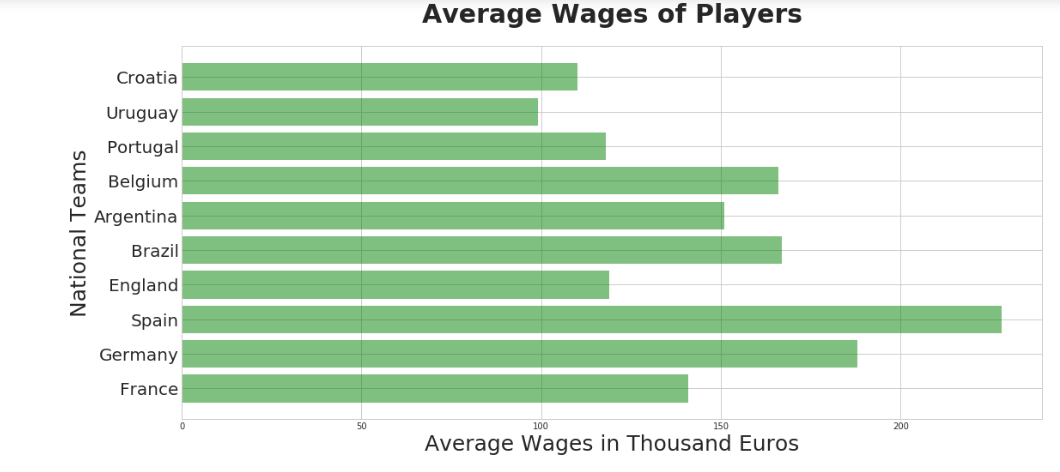 Average Wages of Players
Croatia
Uruguay
Portugal
Belgium
Argentina
Brazil
England
Spain
Germany
France
National Teams
0 50 100 150 200
Average Wages in Thousand Euros